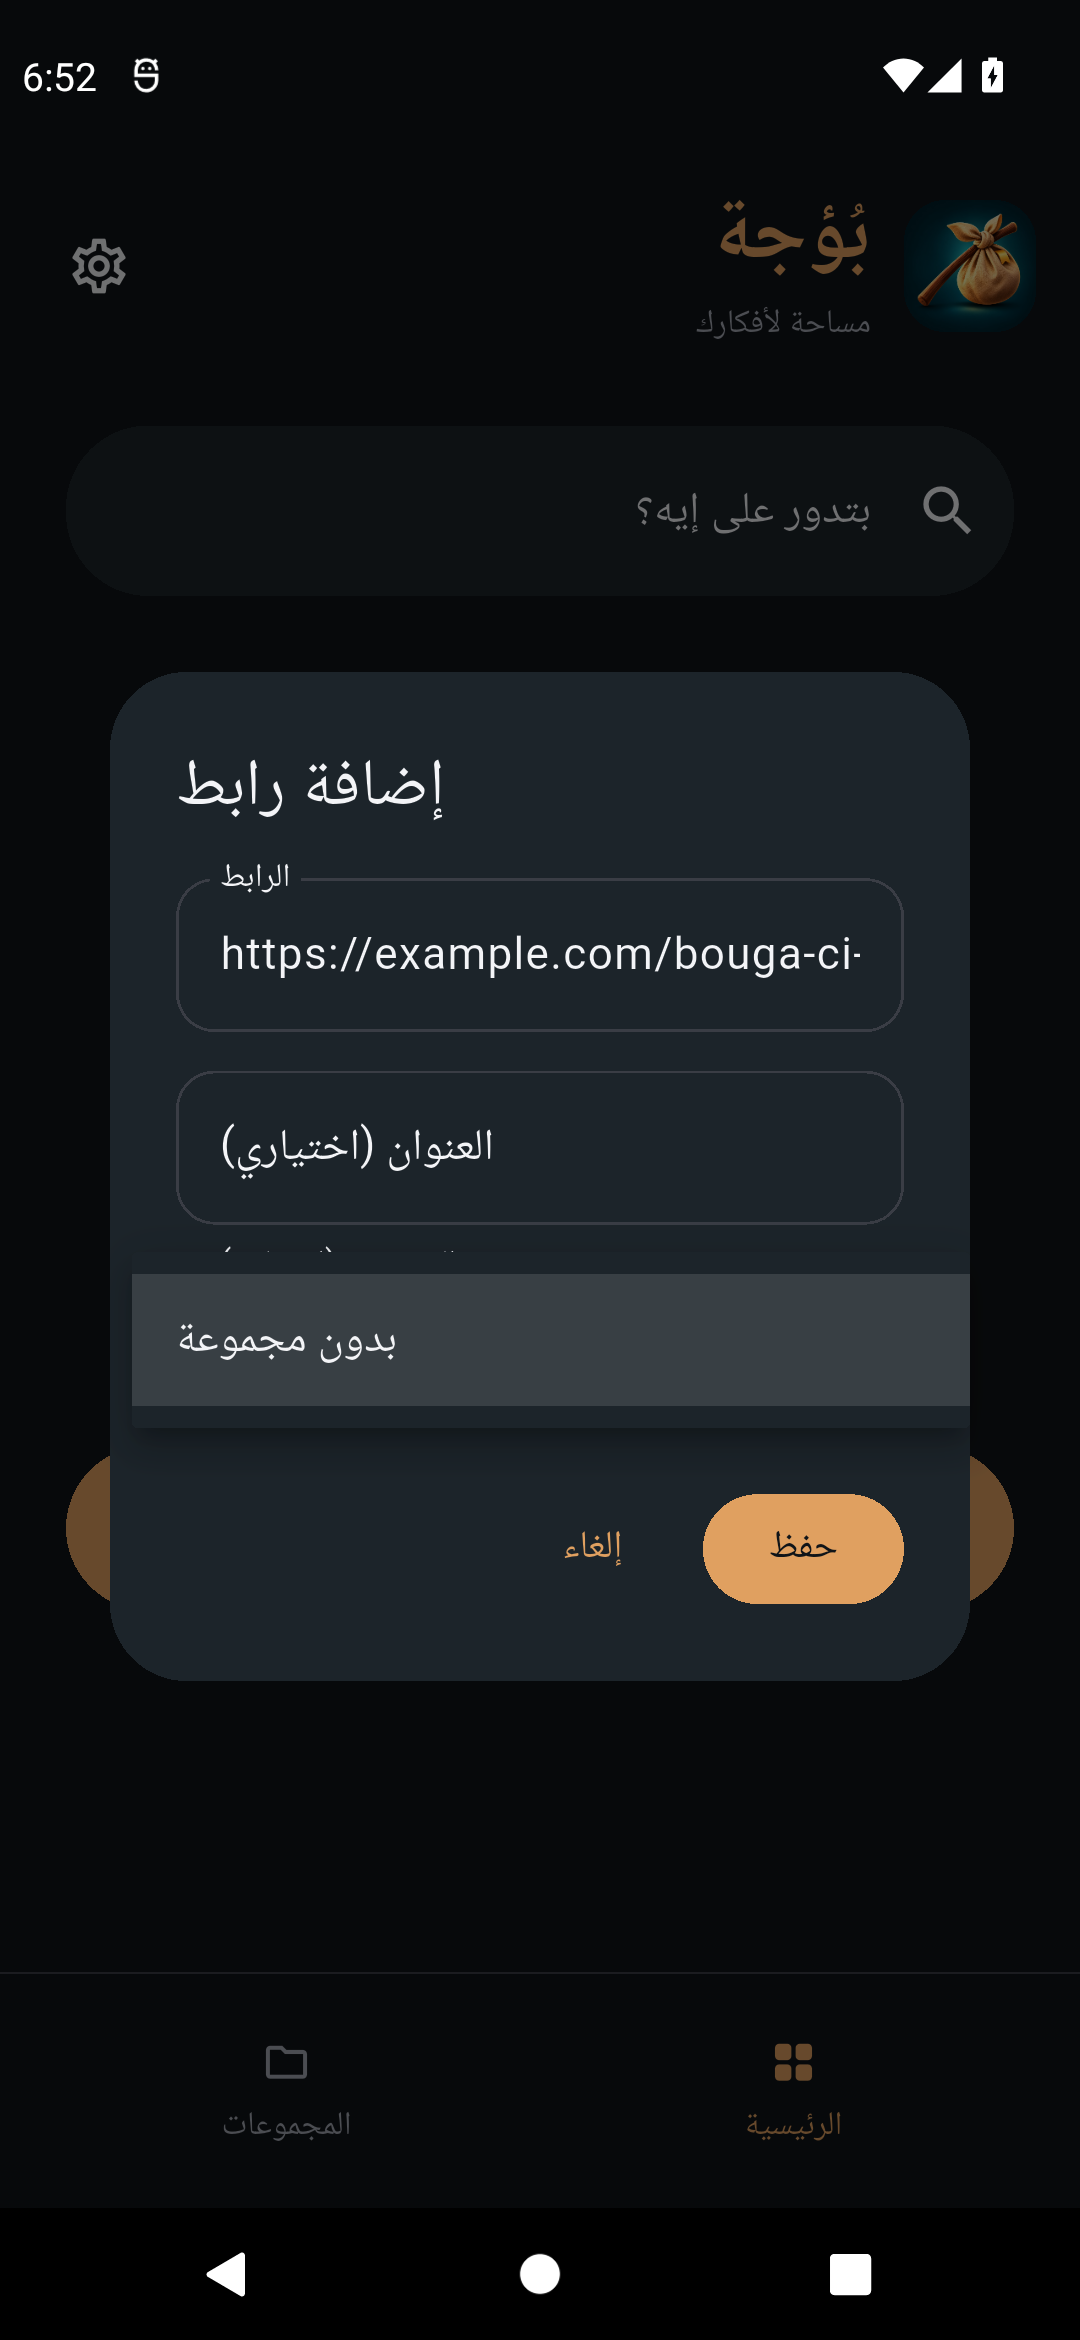 6:52
بُؤجة
مساحة لأفكارك
بتدور على إيه؟
إضافة رابط
الرابط
https://example.com/bouga-ci-
العنوان (اختياري)
بدون مجموعة
حفظ
إلغاء
الرئيسية
المجموعات